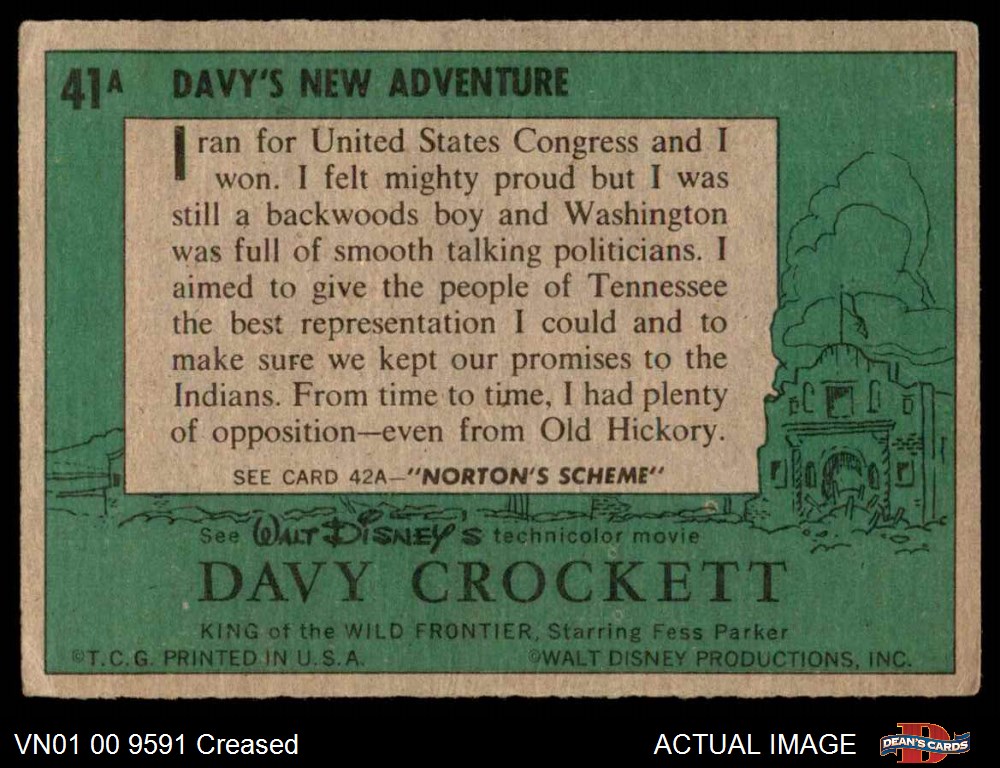 41A DAVY'S NEW ADVENTURE
I ran for United States Congress and I
won. I felt mighty proud but I was
still a backwoods boy and Washington
was full of smooth talking politicians. I
aimed to give the people of Tennessee
the best representation I could and to
make sure we kept our promises to the
Indians. From time to time, I had plenty
of opposition—even from Old Hickory.
SEE CARD 42A—"NORTON'S SCHEME"
See WALT DISNEY'S technicolor movie
DAVY CROCKETT
KING of the WILD FRONTIER, Starring Fess Parker
©T.C.G. PRINTED IN U.S.A. ©WALT DISNEY PRODUCTIONS, INC.
VN01 00 9591 Creased ACTUAL IMAGE D DEAN'S CARDS